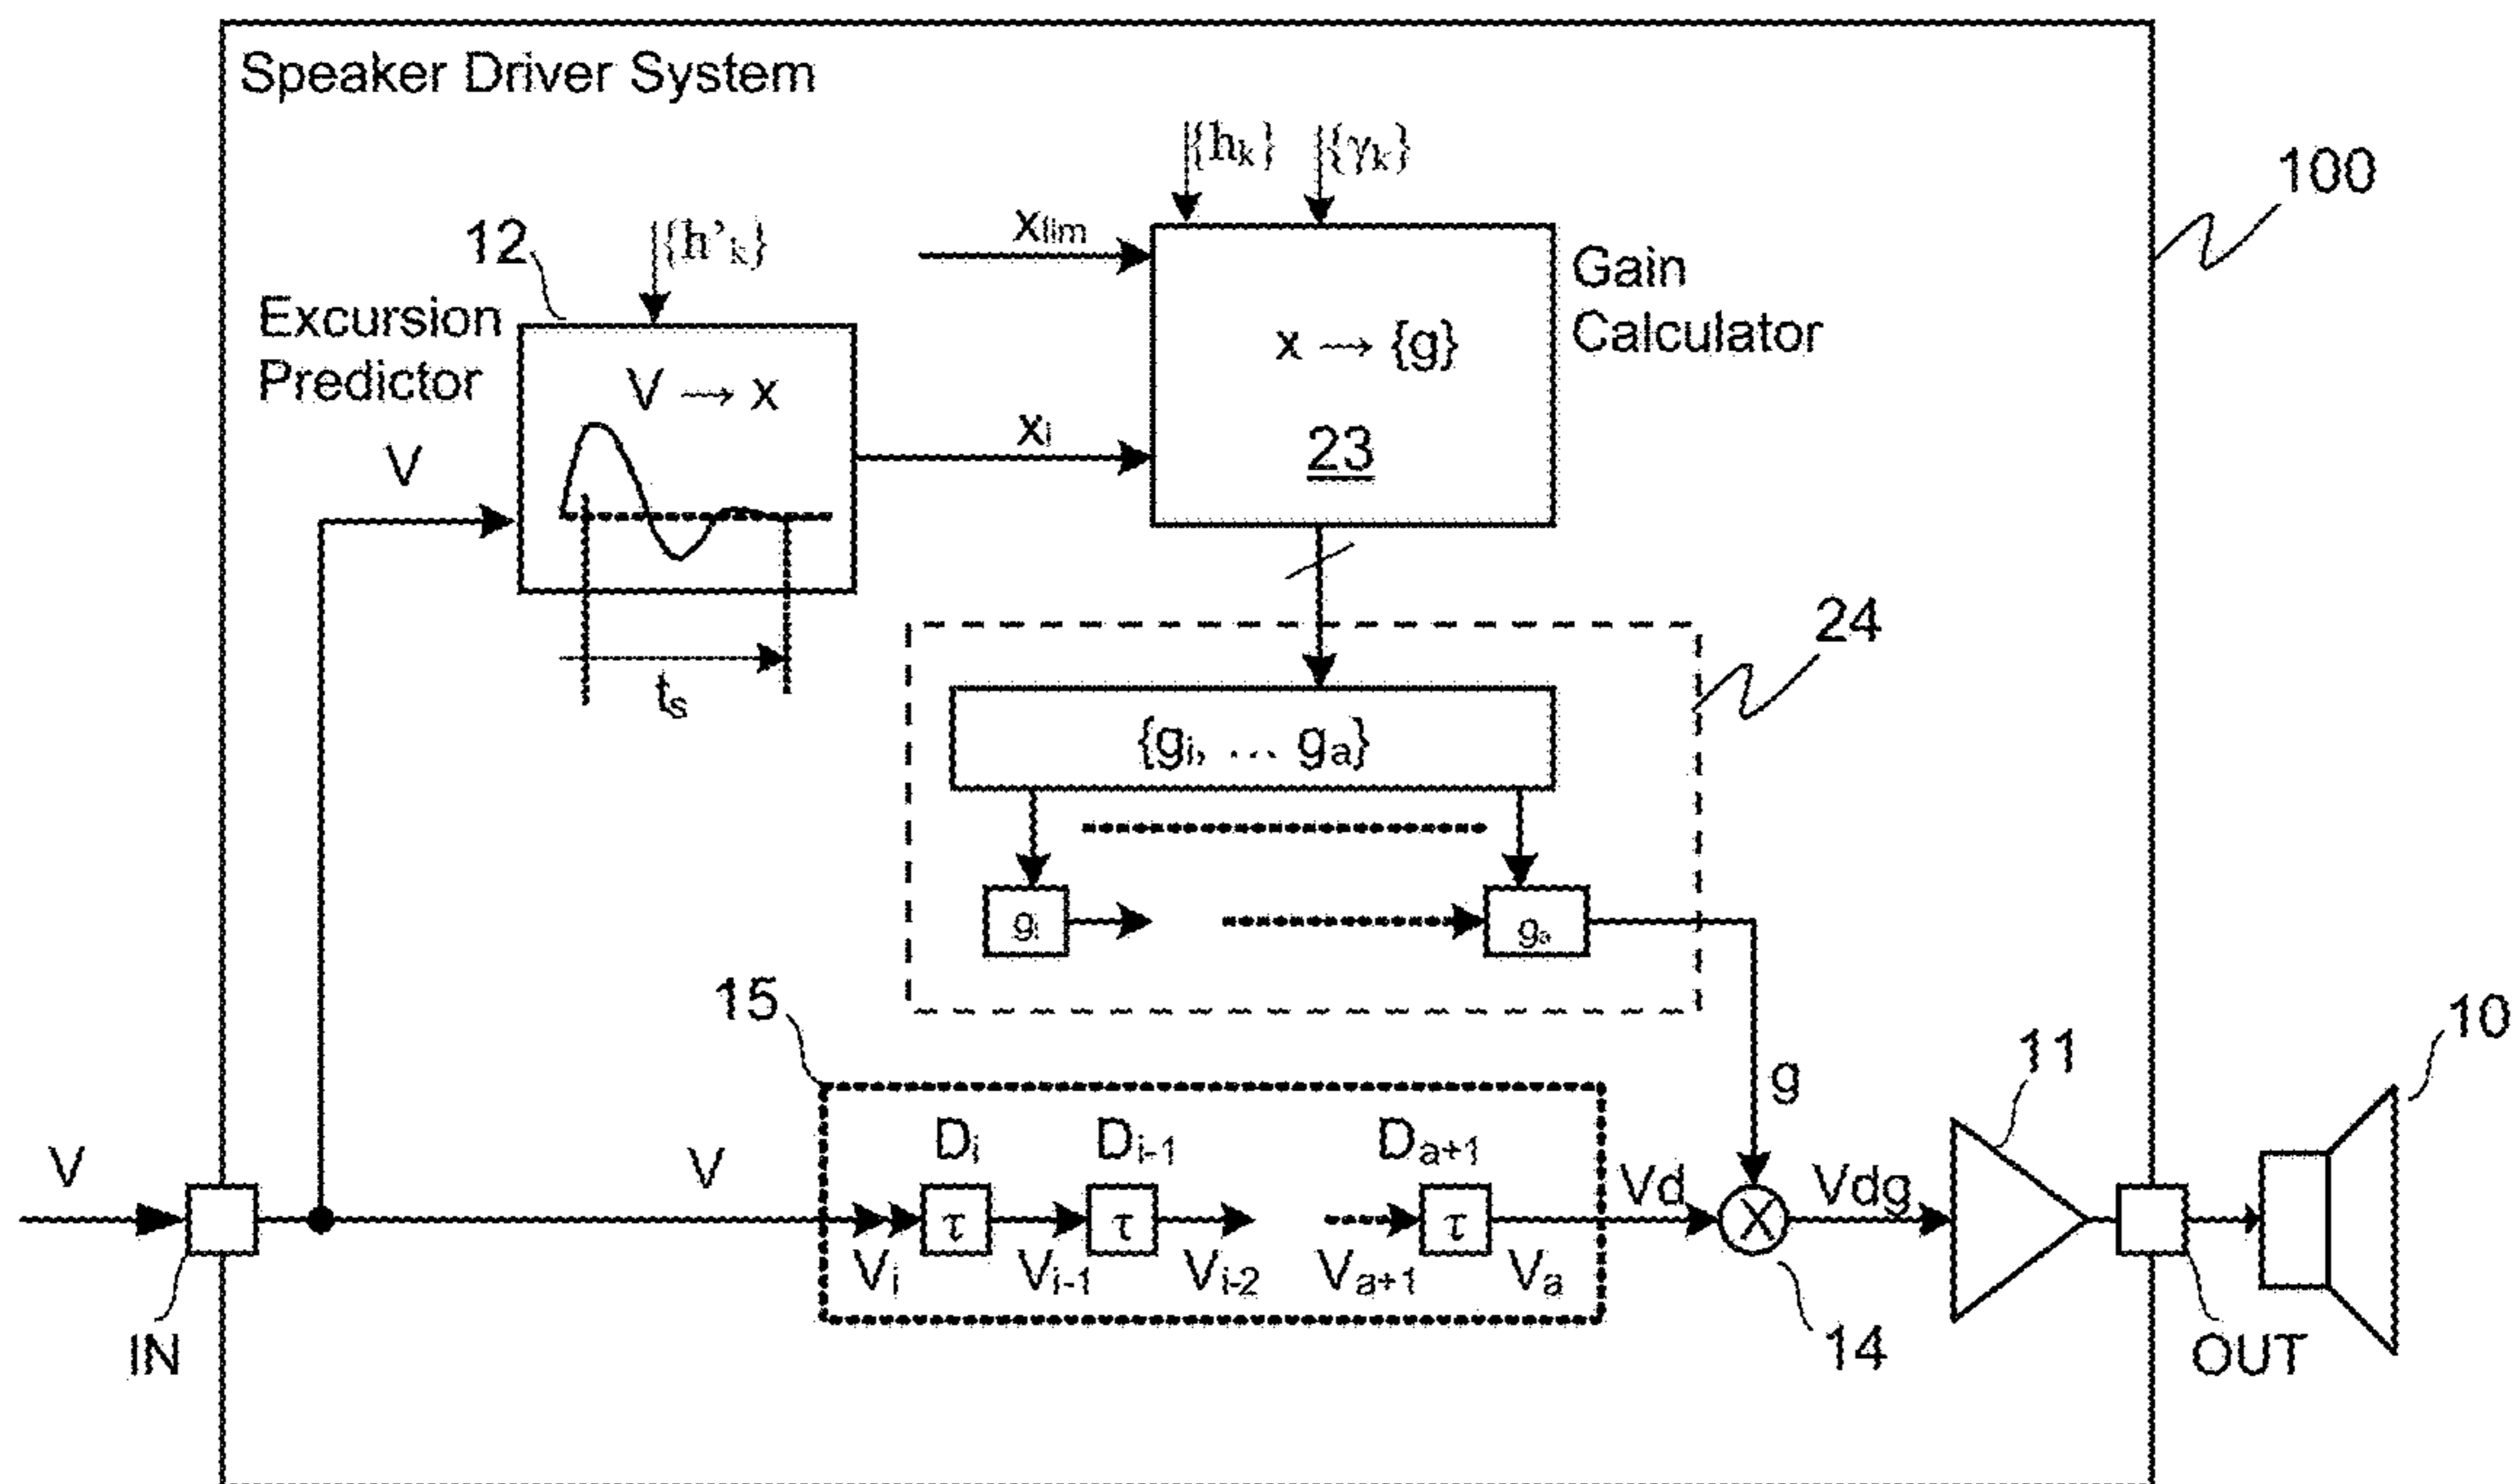 Speaker Driver System
{hk} {γk}
100
12
{h'k}
xlim
Gain
Calculator
Excursion
Predictor
V → x
x → {g}
V
xi
23
24
ts
{gi, ... ga}
gi
ga
15
10
11
g
V
V
Di
Di-1
Da+1
Vd
Vdg
τ
τ
τ
X
Vi
Vi-1
Vi-2
Va+1
Va
IN
14
OUT